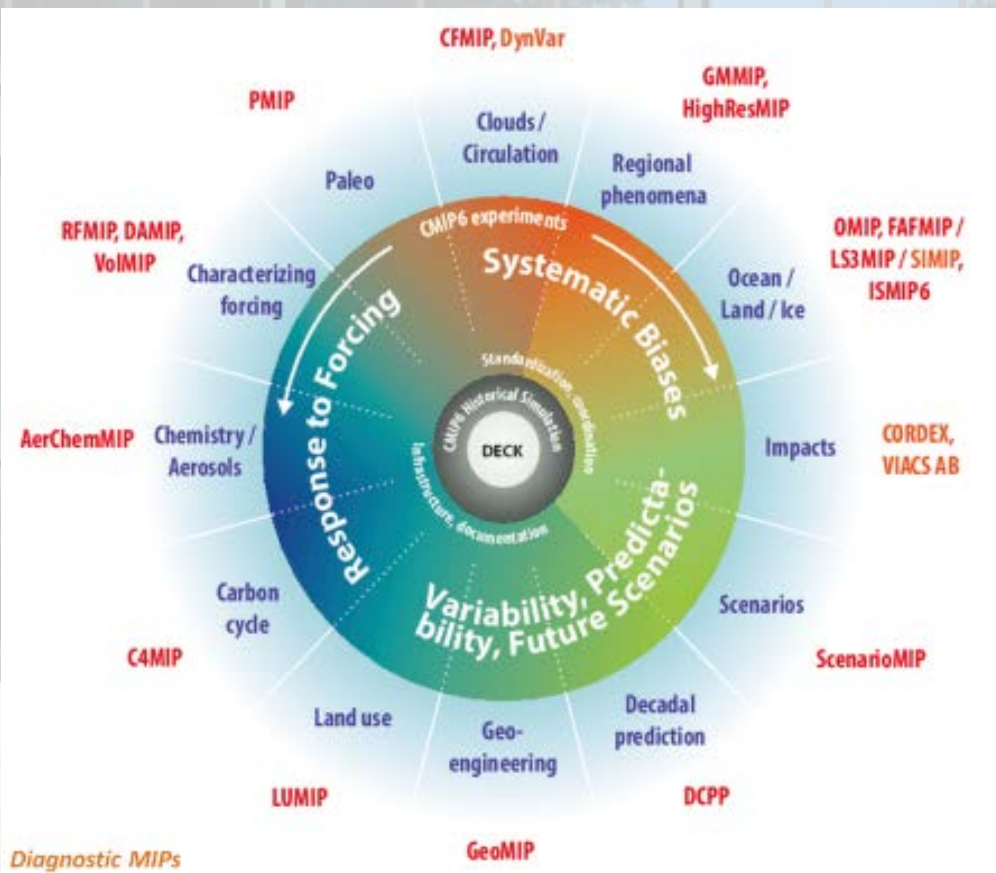 CFMIP, DynVar
GMMIP,
HighResMIP
PMIP
Clouds /
Circulation
Regional
phenomena
Paleo
RFMIP, DAMIP,
VolMIP
Characterizing
forcing
CMIP6 experiments
Systematic Biases
OMIP, FAFMIP /
LS3MIP / SIMIP,
ISMIP6
Ocean /
Land / Ice
Response to Forcing
Standardization, coordination
CMIP6 Historical Simulation
DECK
Infrastructure, documentation
AerChemMIP
Chemistry /
Aerosols
Impacts
CORDEX,
VIACS AB
Variability, Predicta-
bility, Future Scenarios
Carbon
cycle
Scenarios
C4MIP
ScenarioMIP
Land use
Geo-
engineering
Decadal
prediction
LUMIP
DCPP
GeoMIP
Diagnostic MIPs